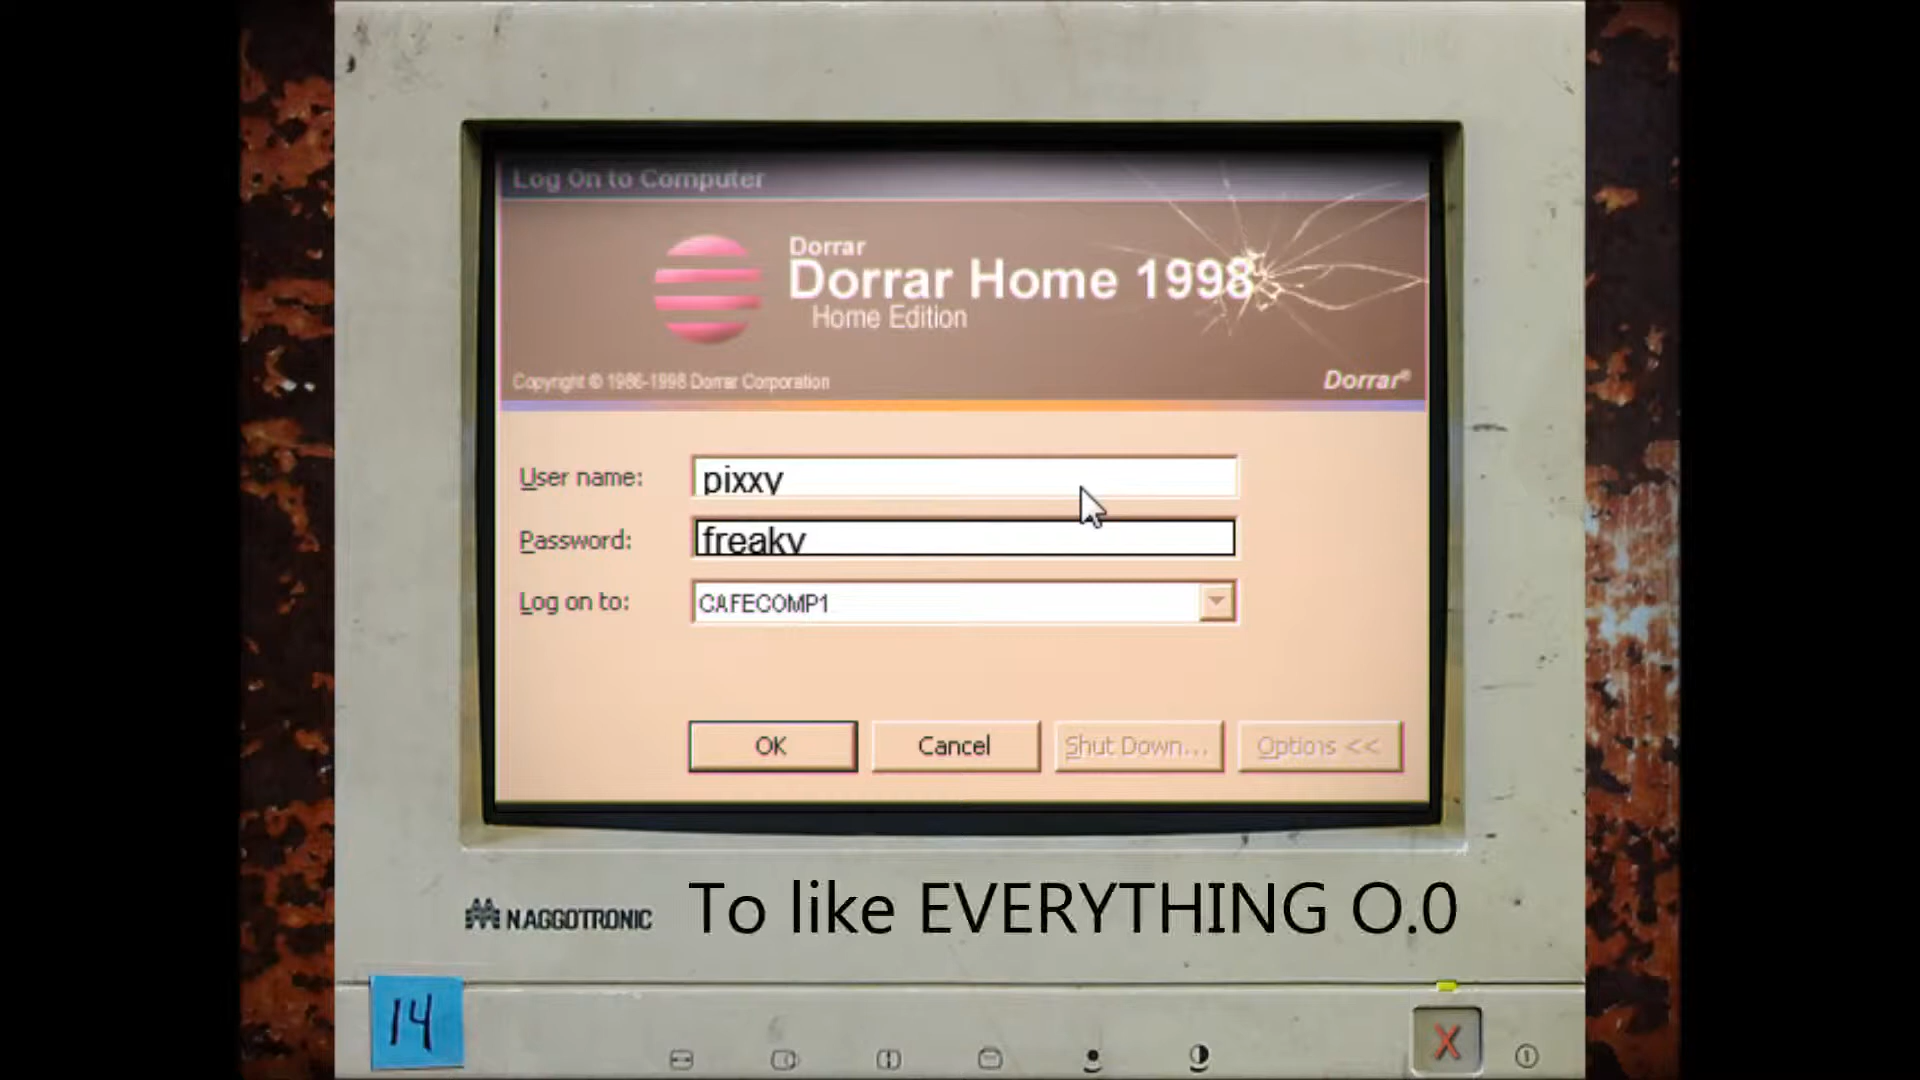 Log On to Computer
Dorrar
Dorrar Home 1998
Home Edition
Copyright © 1986-1998 Dorrar Corporation
Dorrar®
User name: pixxy
Password: freaky
Log on to: CAFECOMP1
OK Cancel Shut Down... Options <<
NAGGOTRONIC To like EVERYTHING O.0
14
X